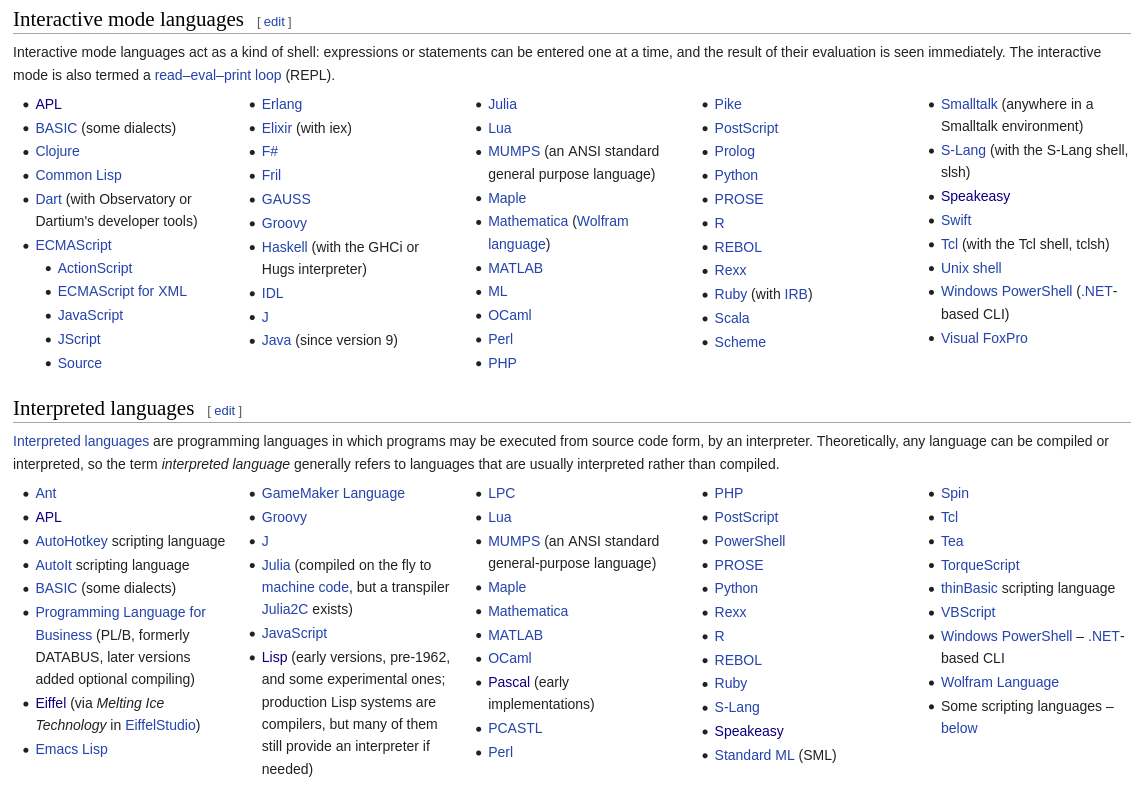 Interactive mode languages [ edit ]
Interactive mode languages act as a kind of shell: expressions or statements can be entered one at a time, and the result of their evaluation is seen immediately. The interactive
mode is also termed a read–eval–print loop (REPL).
• APL
• BASIC (some dialects)
• Clojure
• Common Lisp
• Dart (with Observatory or
Dartium's developer tools)
• ECMAScript
• ActionScript
• ECMAScript for XML
• JavaScript
• JScript
• Source
• Erlang
• Elixir (with iex)
• F#
• Fril
• GAUSS
• Groovy
• Haskell (with the GHCi or
Hugs interpreter)
• IDL
• J
• Java (since version 9)
• Julia
• Lua
• MUMPS (an ANSI standard
general purpose language)
• Maple
• Mathematica (Wolfram
language)
• MATLAB
• ML
• OCaml
• Perl
• PHP
• Pike
• PostScript
• Prolog
• Python
• PROSE
• R
• REBOL
• Rexx
• Ruby (with IRB)
• Scala
• Scheme
• Smalltalk (anywhere in a
Smalltalk environment)
• S-Lang (with the S-Lang shell,
slsh)
• Speakeasy
• Swift
• Tcl (with the Tcl shell, tclsh)
• Unix shell
• Windows PowerShell (.NET-
based CLI)
• Visual FoxPro
Interpreted languages [ edit ]
Interpreted languages are programming languages in which programs may be executed from source code form, by an interpreter. Theoretically, any language can be compiled or
interpreted, so the term interpreted language generally refers to languages that are usually interpreted rather than compiled.
• Ant
• APL
• AutoHotkey scripting language
• AutoIt scripting language
• BASIC (some dialects)
• Programming Language for
Business (PL/B, formerly
DATABUS, later versions
added optional compiling)
• Eiffel (via Melting Ice
Technology in EiffelStudio)
• Emacs Lisp
• GameMaker Language
• Groovy
• J
• Julia (compiled on the fly to
machine code, but a transpiler
Julia2C exists)
• JavaScript
• Lisp (early versions, pre-1962,
and some experimental ones;
production Lisp systems are
compilers, but many of them
still provide an interpreter if
needed)
• LPC
• Lua
• MUMPS (an ANSI standard
general-purpose language)
• Maple
• Mathematica
• MATLAB
• OCaml
• Pascal (early
implementations)
• PCASTL
• Perl
• PHP
• PostScript
• PowerShell
• PROSE
• Python
• Rexx
• R
• REBOL
• Ruby
• S-Lang
• Speakeasy
• Standard ML (SML)
• Spin
• Tcl
• Tea
• TorqueScript
• thinBasic scripting language
• VBScript
• Windows PowerShell – .NET-
based CLI
• Wolfram Language
• Some scripting languages –
below